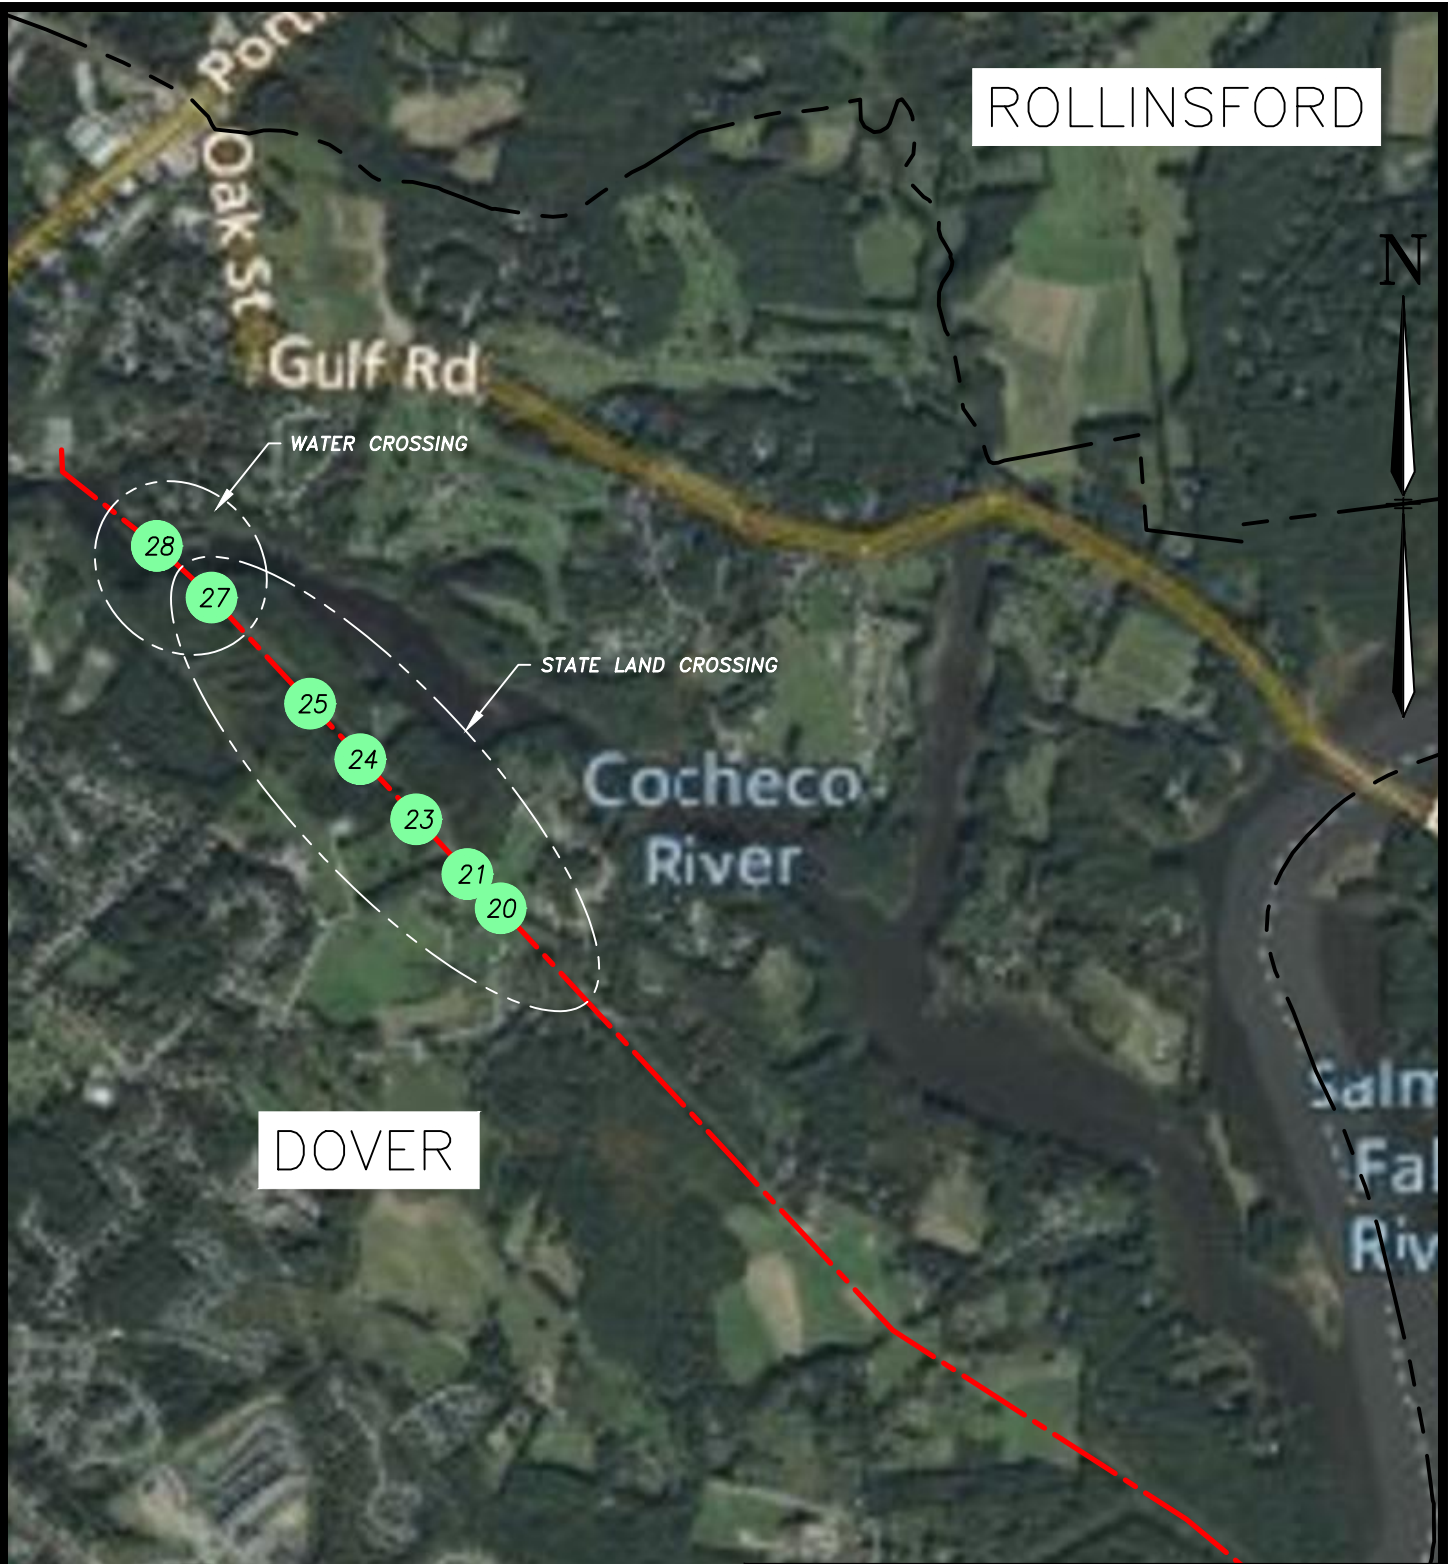 ROLLINSFORD
Oak St
N
Gulf Rd
WATER CROSSING
28
27
STATE LAND CROSSING
25
24
Cocheco
River
23
21
20
DOVER